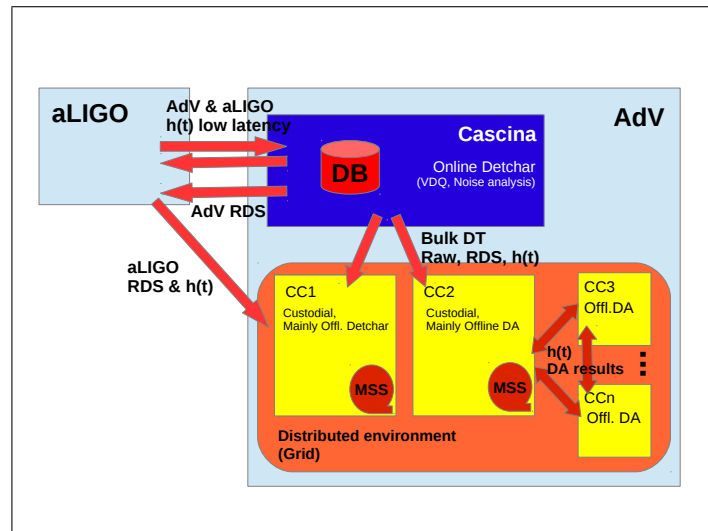 aLIGO
AdV & aLIGO
h(t) low latency
AdV
Cascina
Online Detchar
(VDQ, Noise analysis)
DB
AdV RDS
Bulk DT
Raw, RDS, h(t)
aLIGO
RDS & h(t)
CC1
Custodial,
Mainly Offl. Detchar
MSS
CC2
Custodial,
Mainly Offline DA
MSS
CC3
Offl.DA
h(t)
DA results
CCn
Offl. DA
Distributed environment
(Grid)